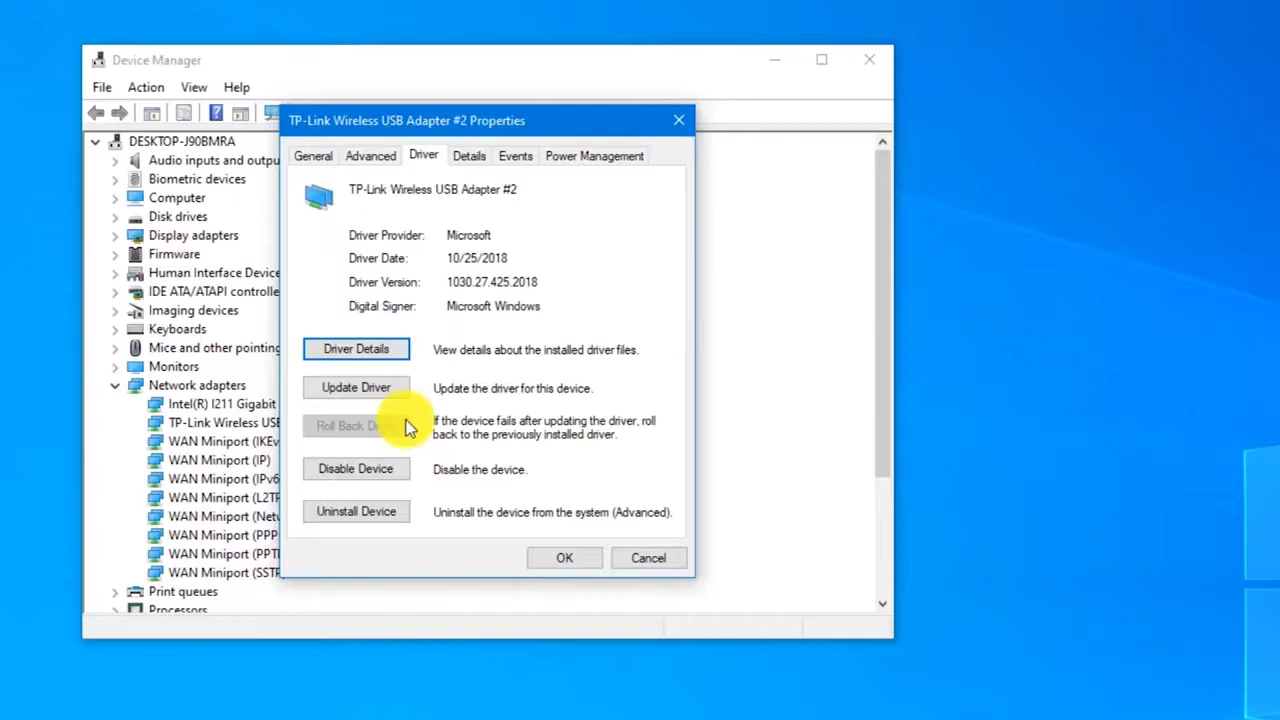 Device Manager
File Action View Help
DESKTOP-J90BMRA
Audio inputs and outpu
Biometric devices
Computer
Disk drives
Display adapters
Firmware
Human Interface Device
IDE ATA/ATAPI controlle
Imaging devices
Keyboards
Mice and other pointing
Monitors
Network adapters
Intel(R) I211 Gigabit
TP-Link Wireless USB
WAN Miniport (IKEv
WAN Miniport (IP)
WAN Miniport (IPv6
WAN Miniport (L2TP
WAN Miniport (Netw
WAN Miniport (PPP
WAN Miniport (PPTP
WAN Miniport (SSTP
Print queues
Processors
TP-Link Wireless USB Adapter #2 Properties
General Advanced Driver Details Events Power Management
TP-Link Wireless USB Adapter #2
Driver Provider: Microsoft
Driver Date: 10/25/2018
Driver Version: 1030.27.425.2018
Digital Signer: Microsoft Windows
Driver Details View details about the installed driver files.
Update Driver Update the driver for this device.
Roll Back If the device fails after updating the driver, roll
back to the previously installed driver.
Disable Device Disable the device.
Uninstall Device Uninstall the device from the system (Advanced).
OK Cancel